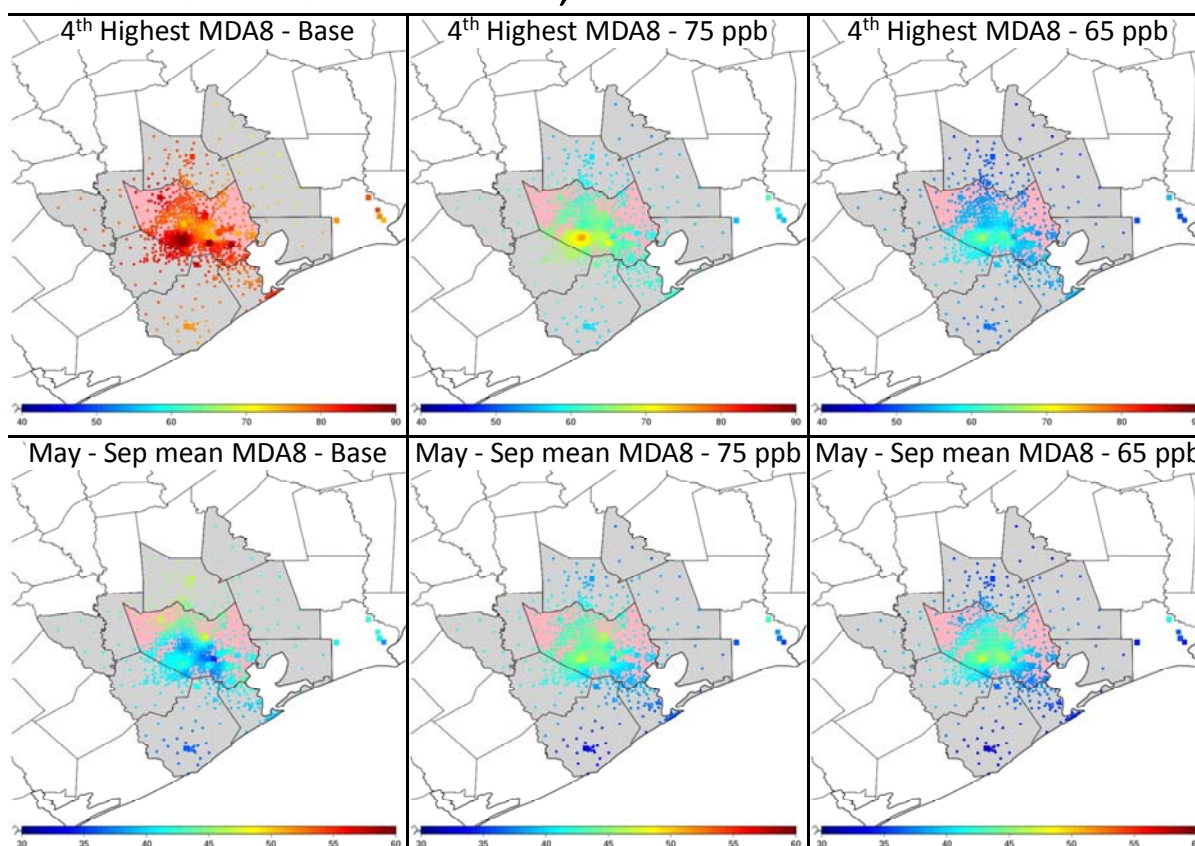 4th Highest MDA8 - Base
4th Highest MDA8 - 75 ppb
4th Highest MDA8 - 65 ppb
40 50 60 70 80 90
40 50 60 70 80 90
40 50 60 70 80 9
May - Sep mean MDA8 - Base
May - Sep mean MDA8 - 75 ppb
May - Sep mean MDA8 - 65 ppb
30 35 40 45 50 55 60
30 35 40 45 50 55 60
30 35 40 45 50 55 6